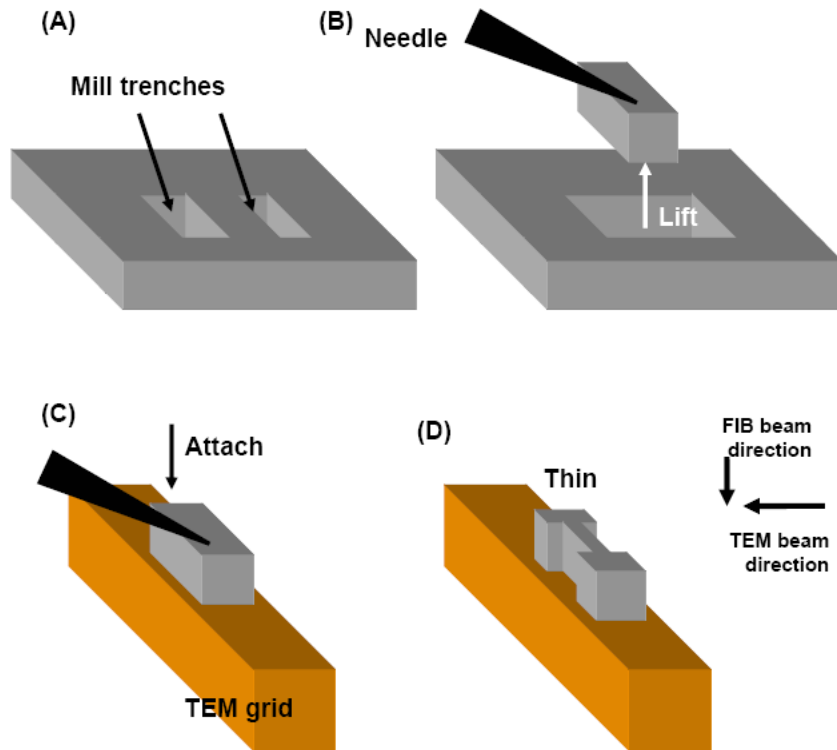 (A)
Mill trenches
(B)
Needle
Lift
(C)
Attach
TEM grid
(D)
Thin
FIB beam
direction
TEM beam
direction